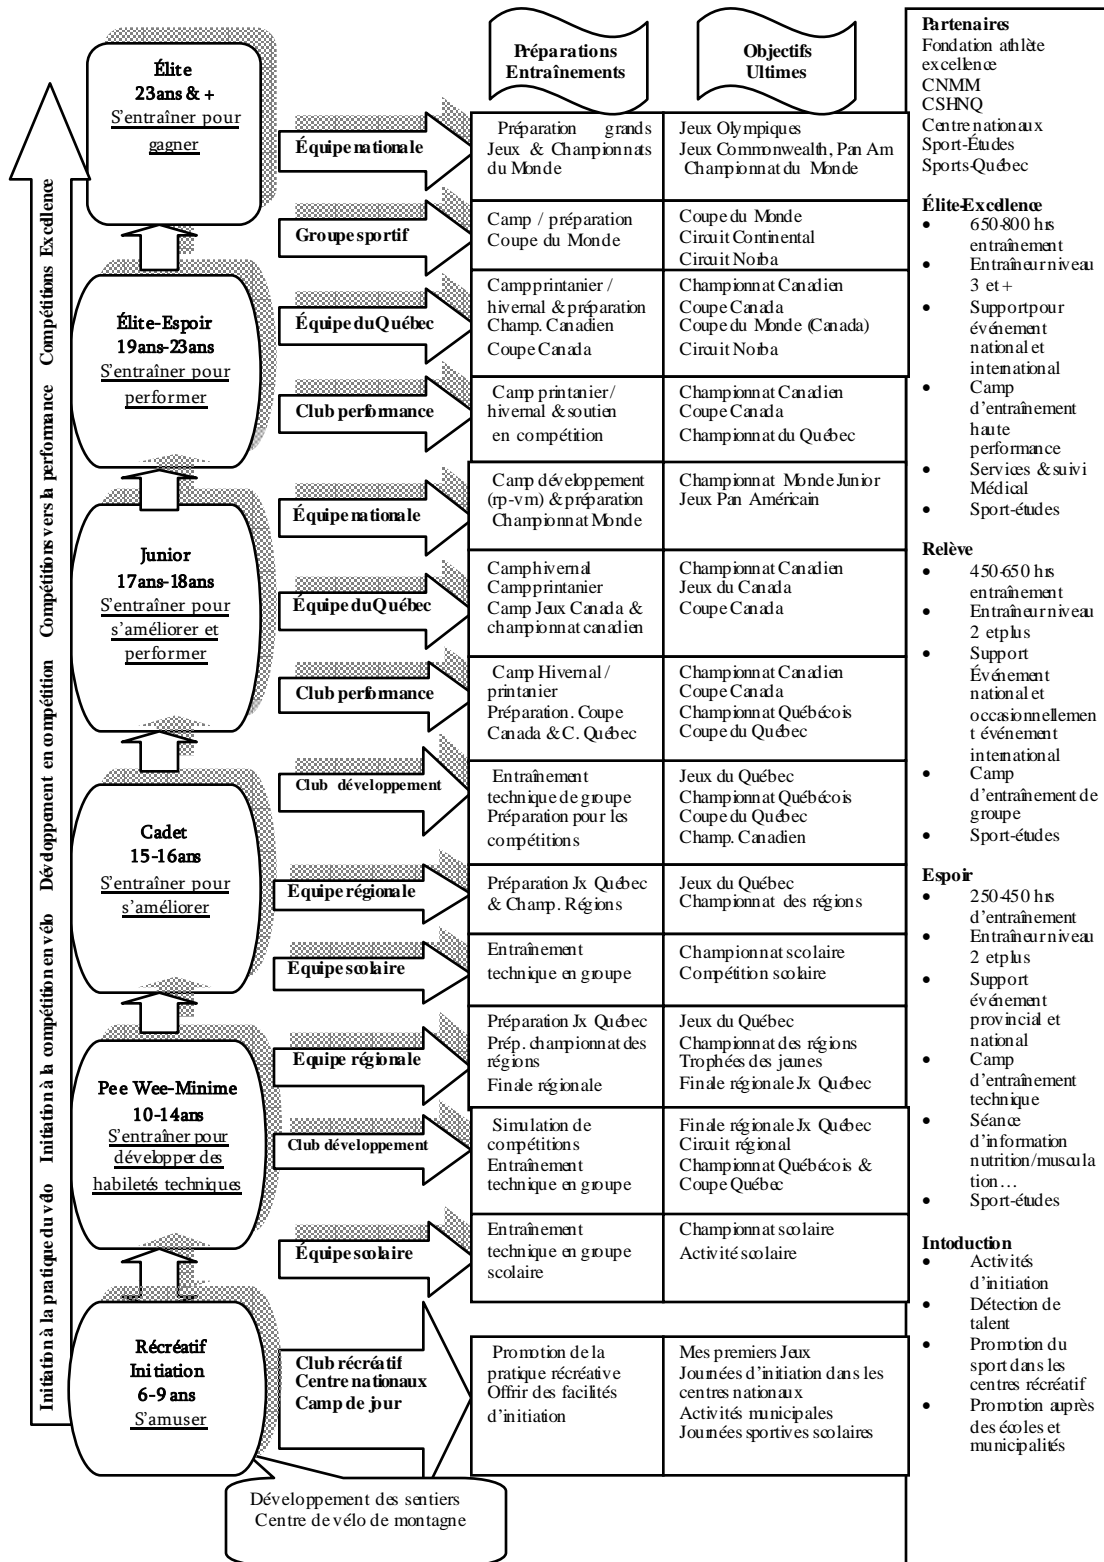 Préparations
Entraînements
Objectifs
Ultimes
Élite
23ans & +
S'entraîner pour
gagner
Équipe nationale
Préparation grands
Jeux & Championnats
du Monde
Jeux Olympiques
Jeux Commonwealth, Pan Am
Championnat du Monde
Groupe sportif
Camp / préparation
Coupe du Monde
Coupe du Monde
Circuit Continental
Circuit Norba
Élite-Espoir
19ans-23ans
S'entraîner pour
performer
Équipe du Québec
Camp printanier /
hivernal & préparation
Champ. Canadien
Coupe Canada
Championnat Canadien
Coupe Canada
Coupe du Monde (Canada)
Circuit Norba
Club performance
Camp printanier /
hivernal & soutien
en compétition
Championnat Canadien
Coupe Canada
Championnat du Québec
Équipe nationale
Camp développement
(rp-vm) & préparation
Championnat Monde
Championnat Monde Junior
Jeux Pan Américain
Junior
17ans-18ans
S'entraîner pour
s'améliorer et
performer
Équipe du Québec
Camp hivernal
Camp printanier
Camp Jeux Canada &
championnat canadien
Championnat Canadien
Jeux du Canada
Coupe Canada
Club performance
Camp Hivernal /
printanier
Préparation. Coupe
Canada & C. Québec
Championnat Canadien
Coupe Canada
Championnat Québécois
Coupe du Québec
Club développement
Entraînement
technique de groupe
Préparation pour les
compétitions
Jeux du Québec
Championnat Québécois
Coupe du Québec
Champ. Canadien
Cadet
15-16ans
S'entraîner pour
s'améliorer
Equipe régionale
Préparation Jx Québec
& Champ. Régions
Jeux du Québec
Championnat des régions
Equipe scolaire
Entraînement
technique en groupe
Championnat scolaire
Compétition scolaire
Pee Wee-Minime
10-14ans
S'entraîner pour
développer des
habiletés techniques
Equipe régionale
Préparation Jx Québec
Prép. championnat des
régions
Finale régionale
Jeux du Québec
Championnat des régions
Trophées des jeunes
Finale régionale Jx Québec
Club développement
Simulation de
compétitions
Entraînement
technique en groupe
Finale régionale Jx Québec
Circuit régional
Championnat Québécois &
Coupe Québec
Équipe scolaire
Entraînement
technique en groupe
scolaire
Championnat scolaire
Activité scolaire
Récréatif
Initiation
6-9 ans
S'amuser
Club récréatif
Centre nationaux
Camp de jour
Promotion de la
pratique récréative
Offrir des facilités
d'initiation
Mes premiers Jeux
Journées d'initiation dans les
centres nationaux
Activités municipales
Journées sportives scolaires
Développement des sentiers
Centre de vélo de montagne
Initiation à la pratique du vélo Initiation à la compétition en vélo Développement en compétition Compétitions vers la performance Compétitions Excellence
Partenaires
Fondation athlète
excellence
CNMM
CSHNQ
Centre nationaux
Sport-Études
Sports-Québec
Élite-Excellence
• 650-800 hrs
entraînement
• Entraîneur niveau
3 et +
• Support pour
événement
national et
international
• Camp
d'entraînement
haute
performance
• Services & suivi
Médical
• Sport-études
Relève
• 450-650 hrs
entraînement
• Entraîneur niveau
2 et plus
• Support
Événement
national et
occasionnellemen
t événement
international
• Camp
d'entraînement de
groupe
• Sport-études
Espoir
• 250-450 hrs
d'entraînement
• Entraîneur niveau
2 et plus
• Support
événement
provincial et
national
• Camp
d'entraînement
technique
• Séance
d'information
nutrition/muscula
tion…
• Sport-études
Intoduction
• Activités
d'initiation
• Détection de
talent
• Promotion du
sport dans les
centres récréatif
• Promotion auprès
des écoles et
municipalités